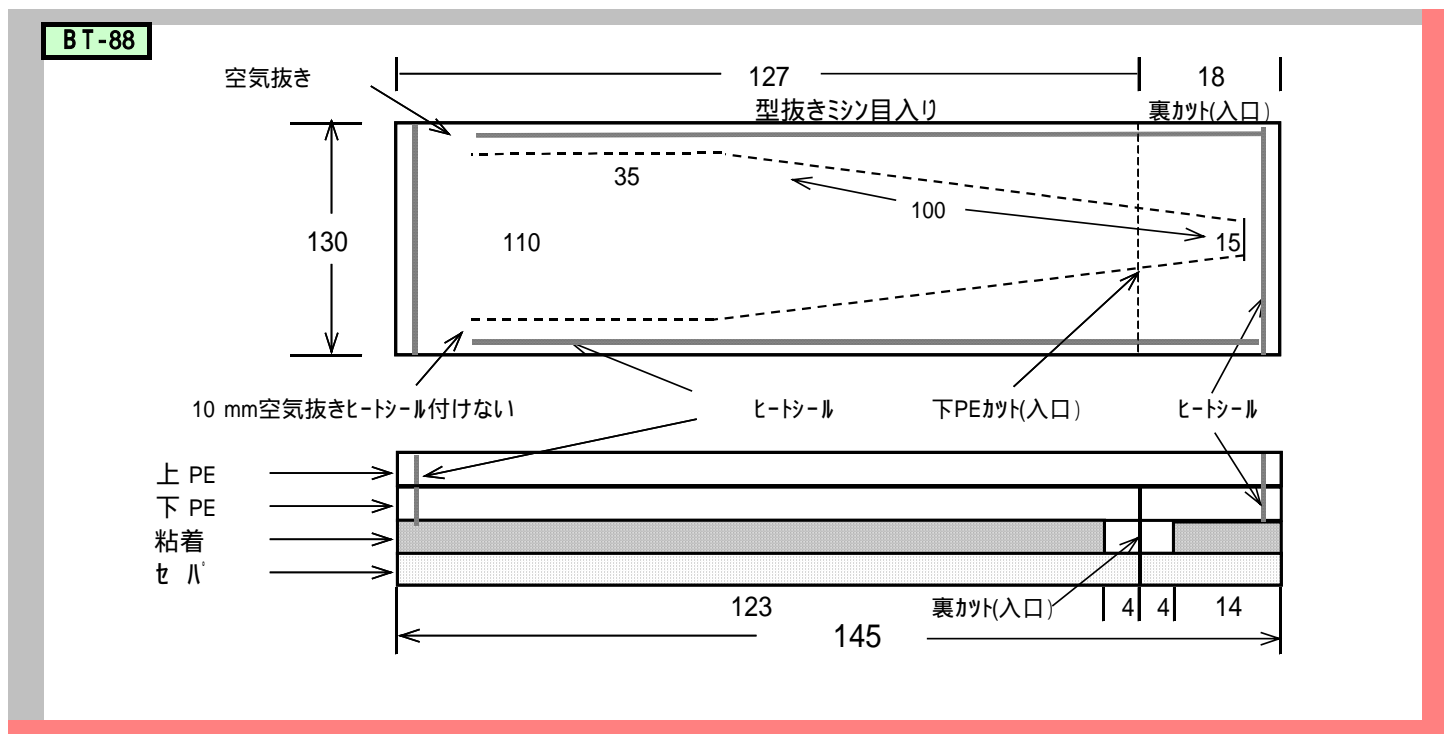 BT-88
空気抜き
127
18
型抜きﾐｼﾝ目入り
裏ｶｯﾄ(入口)
35
100
130
110
15
10 mm空気抜きﾋｰﾄｼｰﾙ付けない
ﾋｰﾄｼｰﾙ
下PEｶｯﾄ(入口)
ﾋｰﾄｼｰﾙ
上 PE
下 PE
粘着
ｾ ﾊﾟ
123
裏ｶｯﾄ(入口)
4
4
14
145